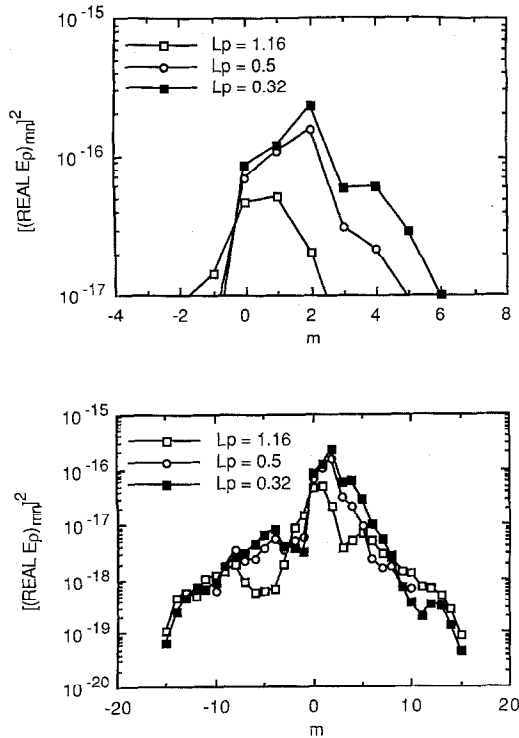 10^-15
Lp = 1.16
Lp = 0.5
Lp = 0.32
[(REAL Eρ)mn]²
10^-16
10^-17
-4 -2 0 2 4 6 8
m
10^-15
Lp = 1.16
Lp = 0.5
Lp = 0.32
10^-16
[(REAL Eρ)mn]²
10^-17
10^-18
10^-19
10^-20
-20 -10 0 10 20
m